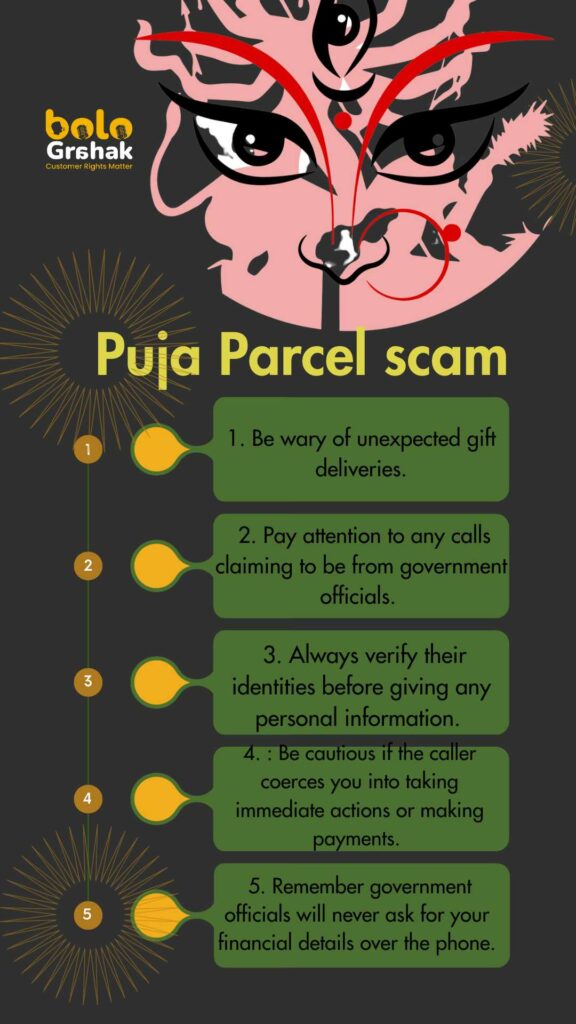 bolo
Grahak
Customer Rights Matter
Puja Parcel scam
1
1. Be wary of unexpected gift
deliveries.
2
2. Pay attention to any calls
claiming to be from government
officials.
3
3. Always verify their
identities before giving any
personal information.
4
4. : Be cautious if the caller
coerces you into taking
immediate actions or making
payments.
5
5. Remember government
officials will never ask for your
financial details over the phone.